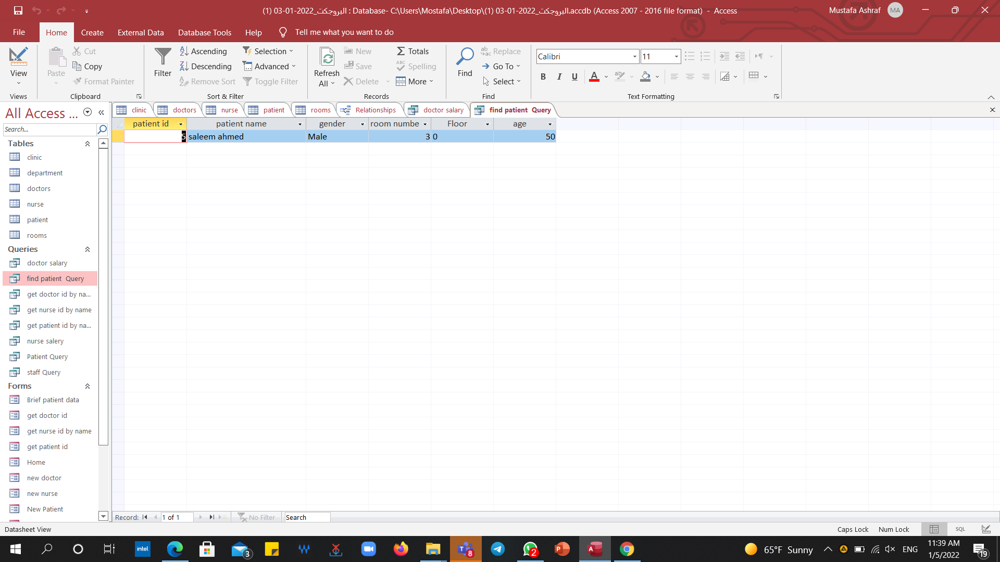 البروجكت_2022-01-03 (1) : Database- C:\Users\Mostafa\Desktop\البروجكت_2022-01-03 (1).accdb (Access 2007 - 2016 file format) - Access
Mustafa Ashraf
MA
File Home Create External Data Database Tools Help Tell me what you want to do
View
Views
Paste
Cut
Copy
Format Painter
Clipboard
Filter
Ascending
Descending
Remove Sort
Selection
Advanced
Toggle Filter
Sort & Filter
Refresh
All
New
Save
Delete
Totals
Spelling
More
Records
Find
Replace
Go To
Select
Find
Calibri 11
B I U A
Text Formatting
All Access ...
Search...
Tables
clinic
department
doctors
nurse
patient
rooms
Queries
doctor salary
find patient Query
get doctor id by na...
get nurse id by name
get patient id by na...
nurse salery
Patient Query
staff Query
Forms
Brief patient data
get doctor id
get nurse id by name
get patient id
Home
new doctor
new nurse
New Patient
clinic doctors nurse patient rooms Relationships doctor salary find patient Query
patient id patient name gender room numbe Floor age
5 saleem ahmed Male 3 0 50
Record: 1 of 1 No Filter Search
Datasheet View
Caps Lock Num Lock SQL
intel
3
8
2
65°F Sunny
ENG
11:39 AM
1/5/2022
19